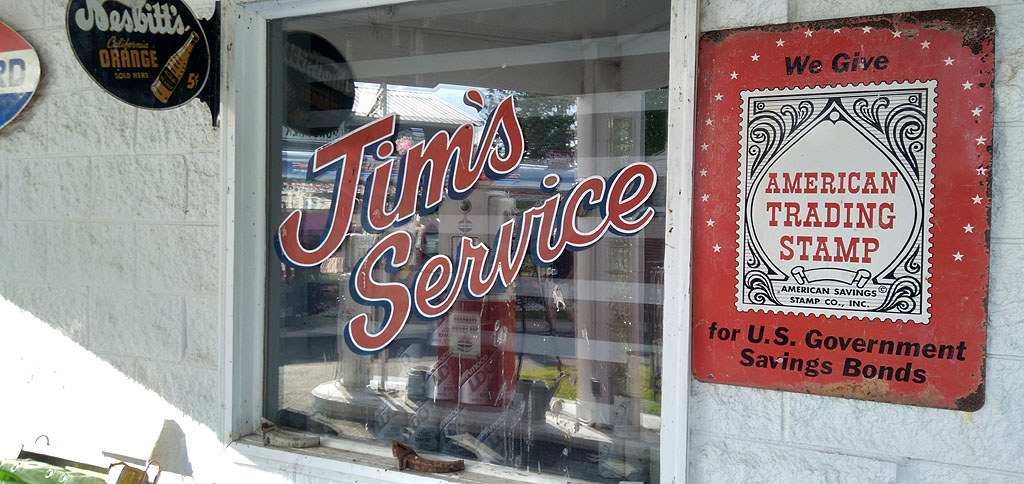 RD
Nesbitt's
California
ORANGE
SOLD HERE
5¢
Jim's
Service
We Give
AMERICAN
TRADING
STAMP
AMERICAN SAVINGS ©
STAMP CO., INC.
for U.S. Government
Savings Bonds